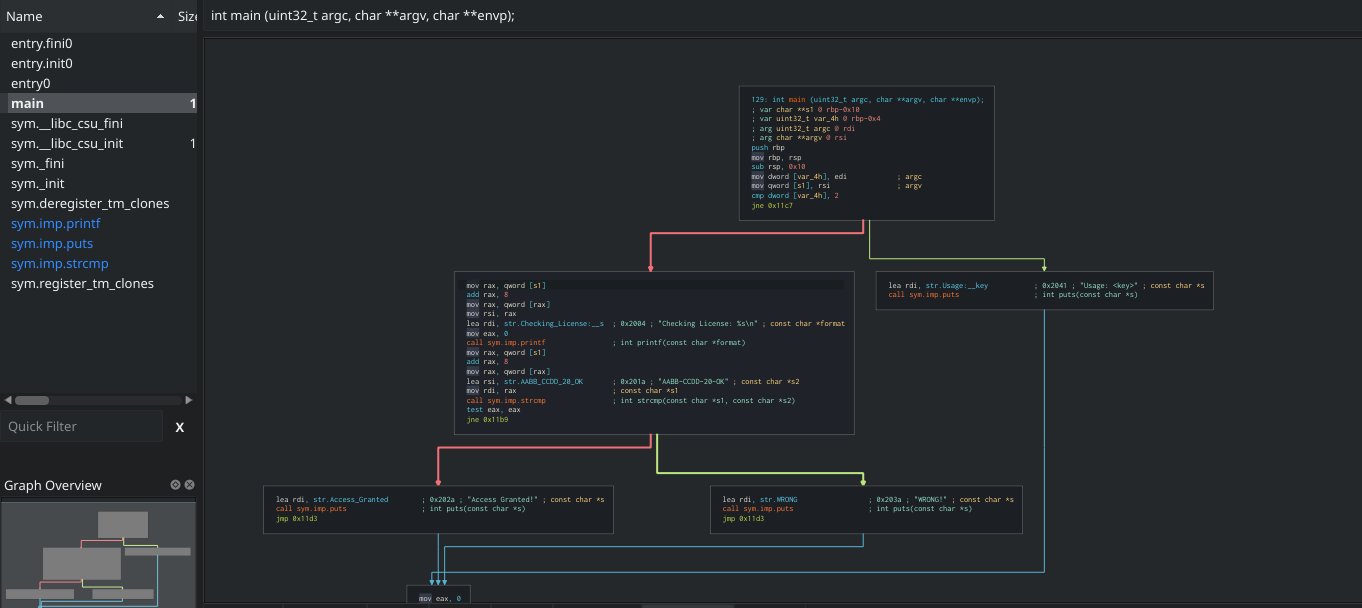 Name
Size
int main (uint32_t argc, char **argv, char **envp);
entry.fini0
entry.init0
entry0
main 1
sym.__libc_csu_fini
sym.__libc_csu_init 1
sym._fini
sym._init
sym.deregister_tm_clones
sym.imp.printf
sym.imp.puts
sym.imp.strcmp
sym.register_tm_clones
Quick Filter X
Graph Overview
129: int main (uint32_t argc, char **argv, char **envp);
; var char **s1 @ rbp-0x10
; var uint32_t var_4h @ rbp-0x4
; arg uint32_t argc @ rdi
; arg char **argv @ rsi
push rbp
mov rbp, rsp
sub rsp, 0x10
mov dword [var_4h], edi ; argc
mov qword [s1], rsi ; argv
cmp dword [var_4h], 2
jne 0x11c7
mov rax, qword [s1]
add rax, 8
mov rax, qword [rax]
mov rsi, rax
lea rdi, str.Checking_License:__s ; 0x2004 ; "Checking License: %s\n" ; const char *format
mov eax, 0
call sym.imp.printf ; int printf(const char *format)
mov rax, qword [s1]
add rax, 8
mov rax, qword [rax]
lea rsi, str.AABB_CCDD_20_OK ; 0x201a ; "AABB-CCDD-20-OK" ; const char *s2
mov rdi, rax ; const char *s1
call sym.imp.strcmp ; int strcmp(const char *s1, const char *s2)
test eax, eax
jne 0x11b9
lea rdi, str.Usage:__key ; 0x2041 ; "Usage: <key>" ; const char *s
call sym.imp.puts ; int puts(const char *s)
lea rdi, str.Access_Granted ; 0x202a ; "Access Granted!" ; const char *s
call sym.imp.puts ; int puts(const char *s)
jmp 0x11d3
lea rdi, str.WRONG ; 0x203a ; "WRONG!" ; const char *s
call sym.imp.puts ; int puts(const char *s)
jmp 0x11d3
mov eax, 0